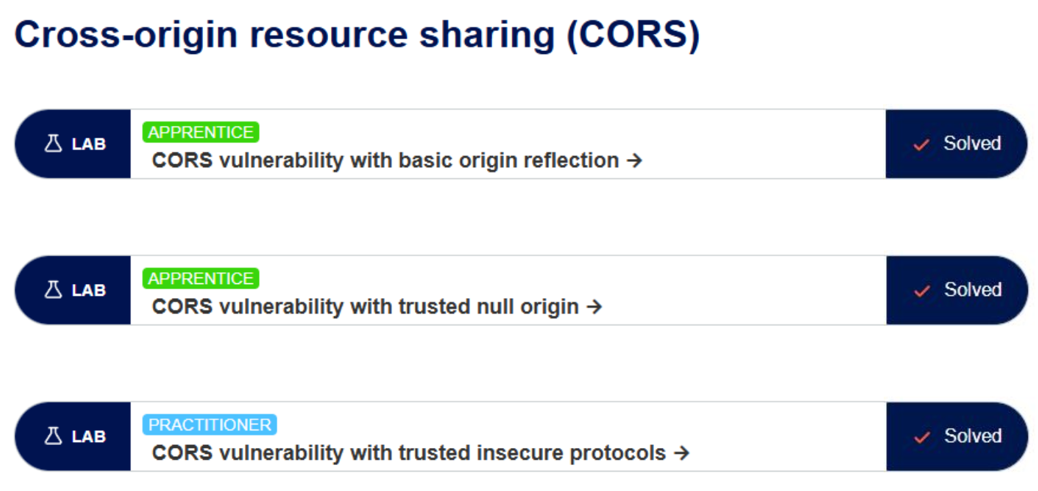 Cross-origin resource sharing (CORS)
LAB
APPRENTICE
CORS vulnerability with basic origin reflection →
Solved
LAB
APPRENTICE
CORS vulnerability with trusted null origin →
Solved
LAB
PRACTITIONER
CORS vulnerability with trusted insecure protocols →
Solved